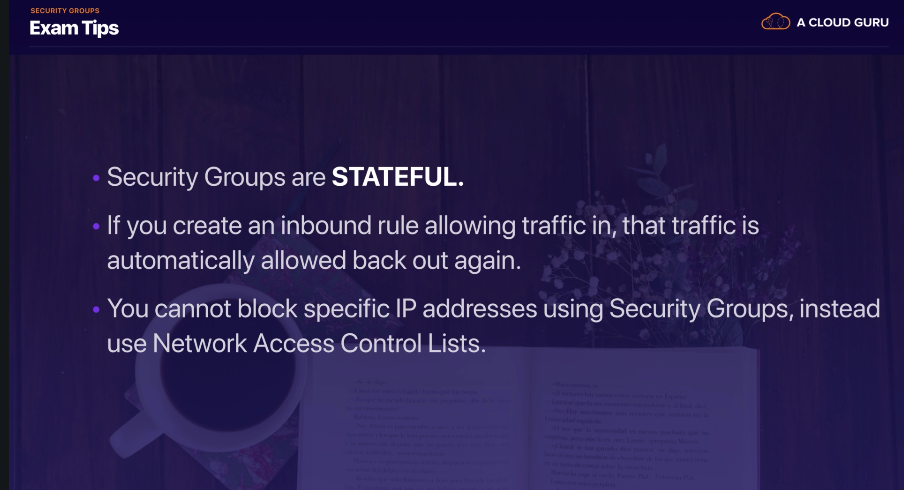 SECURITY GROUPS
Exam Tips
A CLOUD GURU
• Security Groups are STATEFUL.
• If you create an inbound rule allowing traffic in, that traffic is
automatically allowed back out again.
• You cannot block specific IP addresses using Security Groups, instead
use Network Access Control Lists.